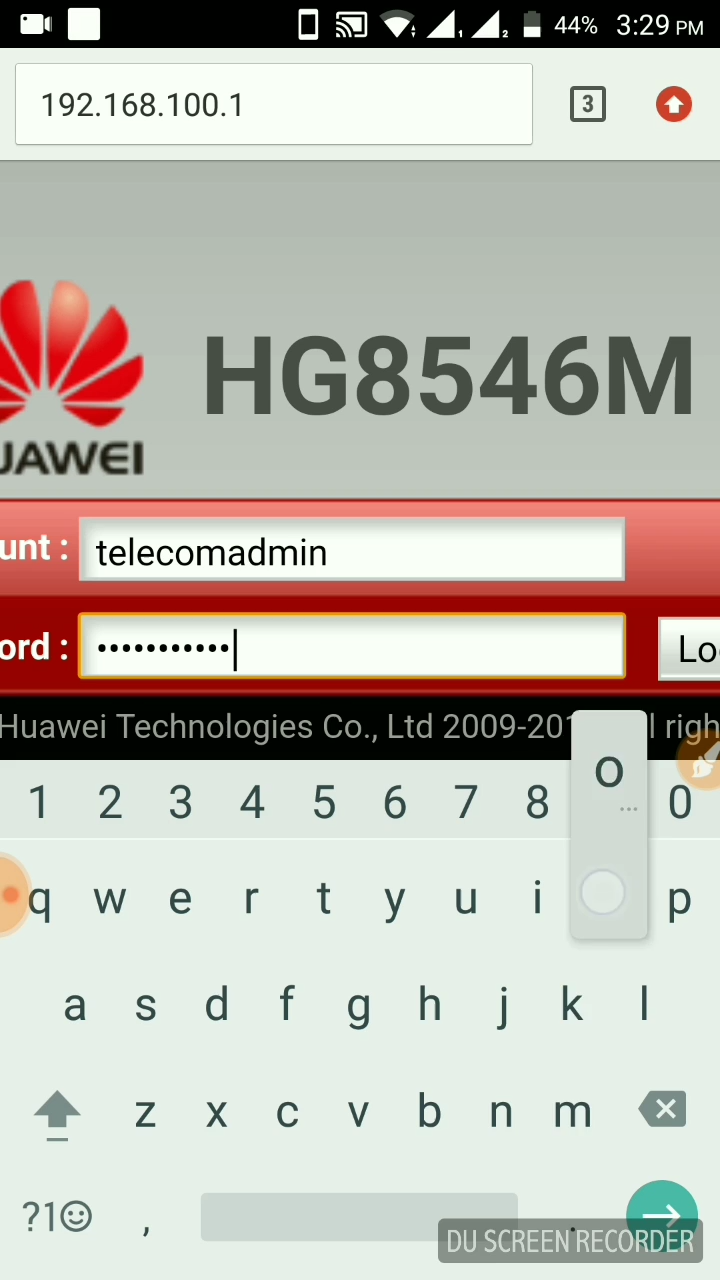 44% 3:29 PM
192.168.100.1
3
HG8546M
UAWEI
unt : telecomadmin
ord : •••••••••••
Lo
Huawei Technologies Co., Ltd 2009-201 l righ
o
...
1 2 3 4 5 6 7 8 0
q w e r t y u i p
a s d f g h j k l
z x c v b n m
?1☺ , .
DU SCREEN RECORDER